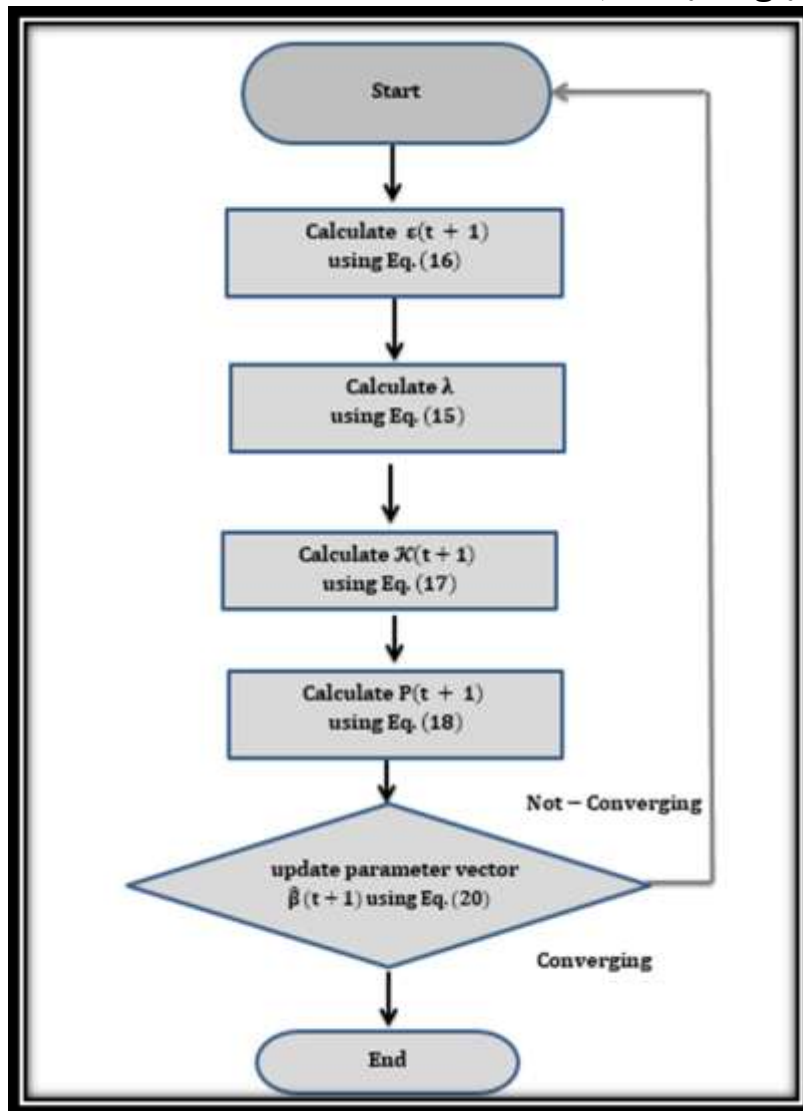 Start
Calculate ε(t + 1)
using Eq. (16)
Calculate λ
using Eq. (15)
Calculate 𝒦(t + 1)
using Eq. (17)
Calculate P(t + 1)
using Eq. (18)
Not − Converging
update parameter vector
β̂(t + 1) using Eq. (20)
Converging
End